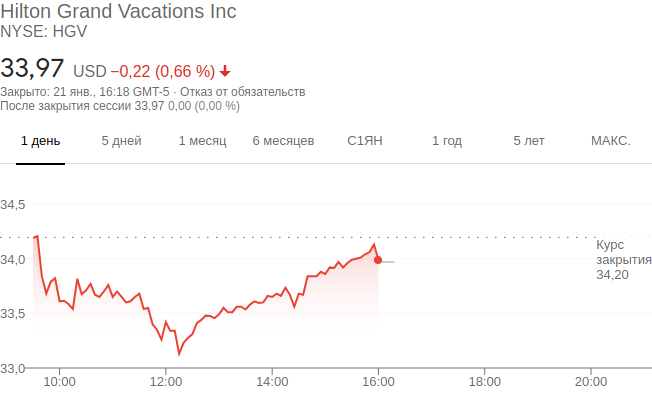 Hilton Grand Vacations Inc
NYSE: HGV
33,97 USD −0,22 (0,66 %)
Закрыто: 21 янв., 16:18 GMT-5 · Отказ от обязательств
После закрытия сессии 33,97 0,00 (0,00 %)
1 день 5 дней 1 месяц 6 месяцев С1ЯН 1 год 5 лет МАКС.
34,5
34,0
33,5
33,0
Курс
закрытия
34,20
10:00 12:00 14:00 16:00 18:00 20:00